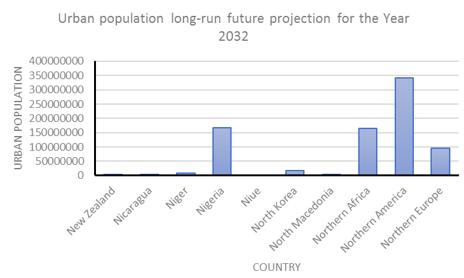 Urban population long-run future projection for the Year
2032
URBAN POPULATION
400000000
350000000
300000000
250000000
200000000
150000000
100000000
50000000
0
New Zealand
Nicaragua
Niger
Nigeria
Niue
North Korea
North Macedonia
Northern Africa
Northern America
Northern Europe
COUNTRY